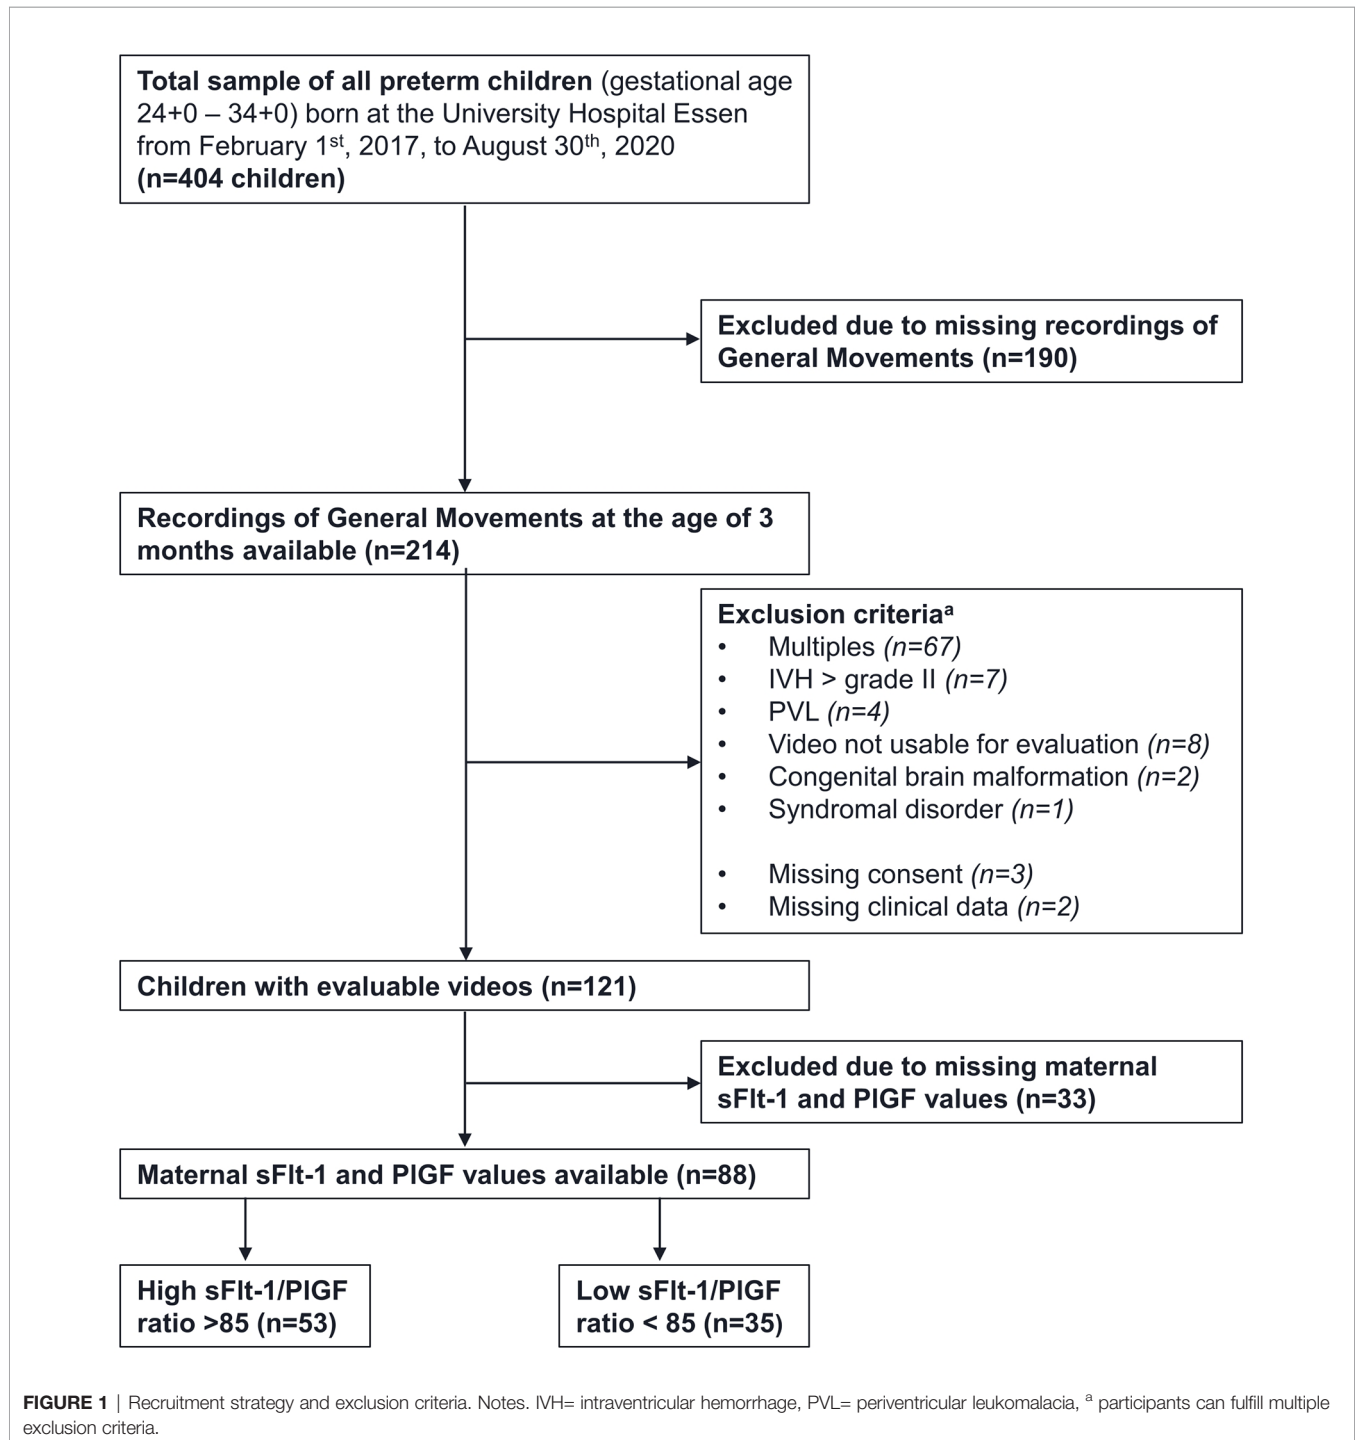 Total sample of all preterm children (gestational age
24+0 – 34+0) born at the University Hospital Essen
from February 1st, 2017, to August 30th, 2020
(n=404 children)
Excluded due to missing recordings of
General Movements (n=190)
Recordings of General Movements at the age of 3
months available (n=214)
Exclusion criteriaa
• Multiples (n=67)
• IVH > grade II (n=7)
• PVL (n=4)
• Video not usable for evaluation (n=8)
• Congenital brain malformation (n=2)
• Syndromal disorder (n=1)
• Missing consent (n=3)
• Missing clinical data (n=2)
Children with evaluable videos (n=121)
Excluded due to missing maternal
sFlt-1 and PlGF values (n=33)
Maternal sFlt-1 and PlGF values available (n=88)
High sFlt-1/PlGF
ratio >85 (n=53)
Low sFlt-1/PlGF
ratio < 85 (n=35)
FIGURE 1 | Recruitment strategy and exclusion criteria. Notes. IVH= intraventricular hemorrhage, PVL= periventricular leukomalacia, a participants can fulfill multiple
exclusion criteria.